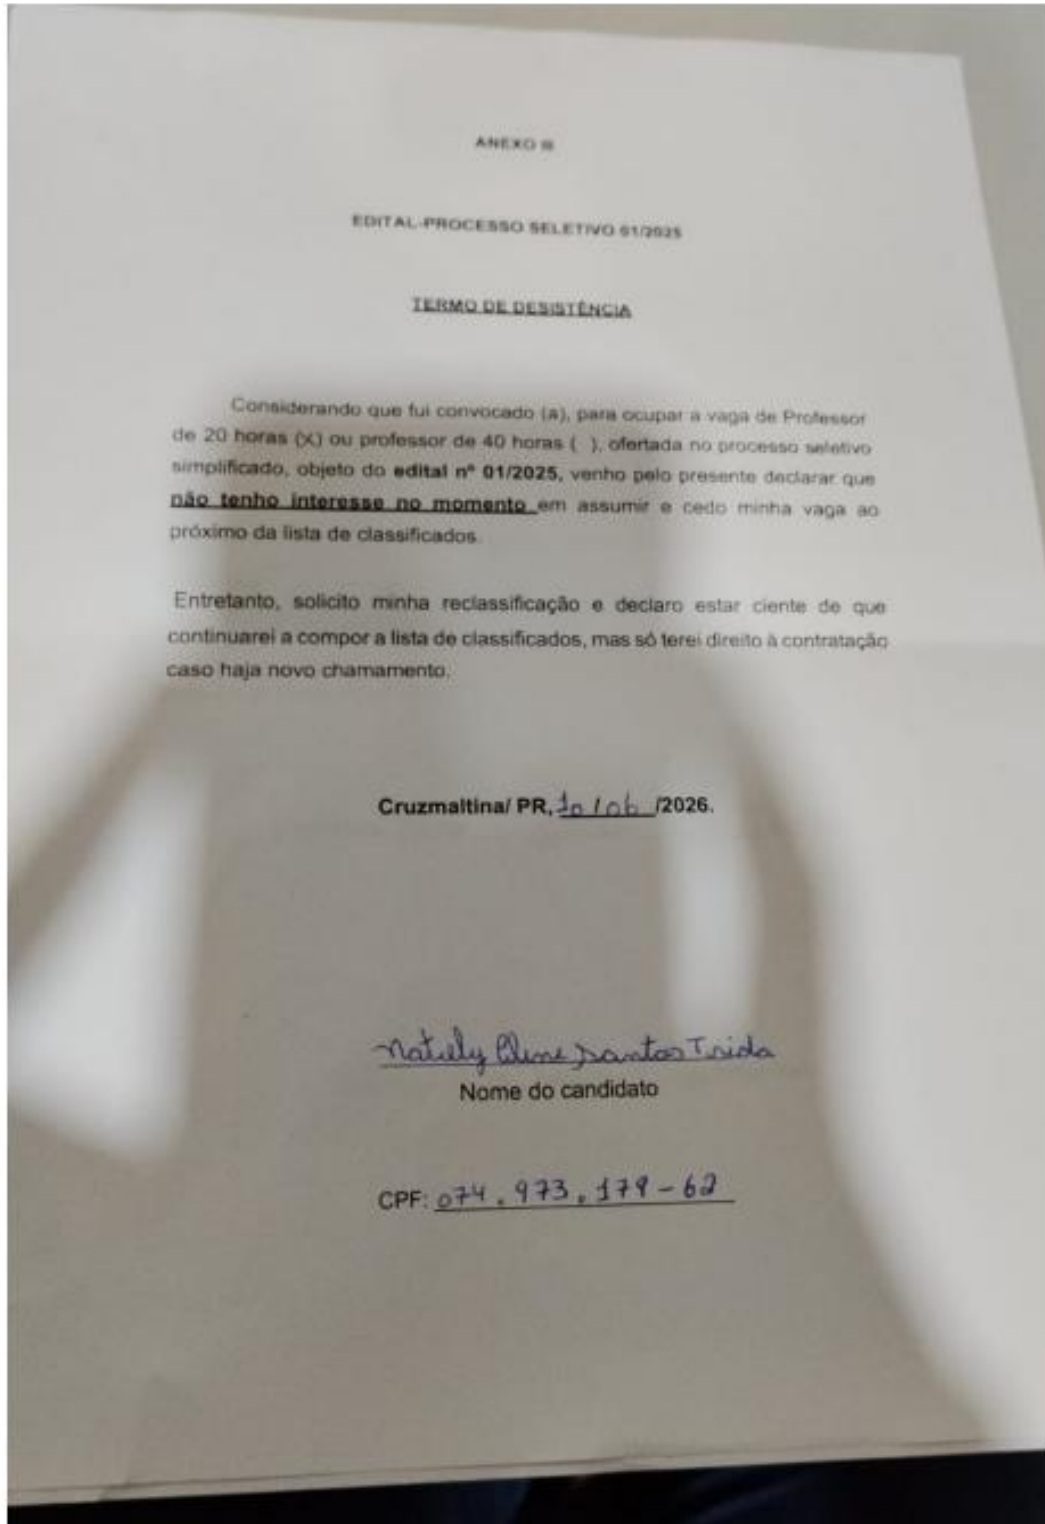 ANEXO III
EDITAL-PROCESSO SELETIVO 01/2025
TERMO DE DESISTÊNCIA
Considerando que fui convocado (a), para ocupar a vaga de Professor
de 20 horas (X) ou professor de 40 horas ( ), ofertada no processo seletivo
simplificado, objeto do edital nº 01/2025, venho pelo presente declarar que
não tenho interesse no momento em assumir e cedo minha vaga ao
próximo da lista de classificados.
Entretanto, solicito minha reclassificação e declaro estar ciente de que
continuarei a compor a lista de classificados, mas só terei direito à contratação
caso haja novo chamamento.
Cruzmaltina/ PR, 10/06/2026.
Santos
Nome do candidato
CPF: 074.973.179-62